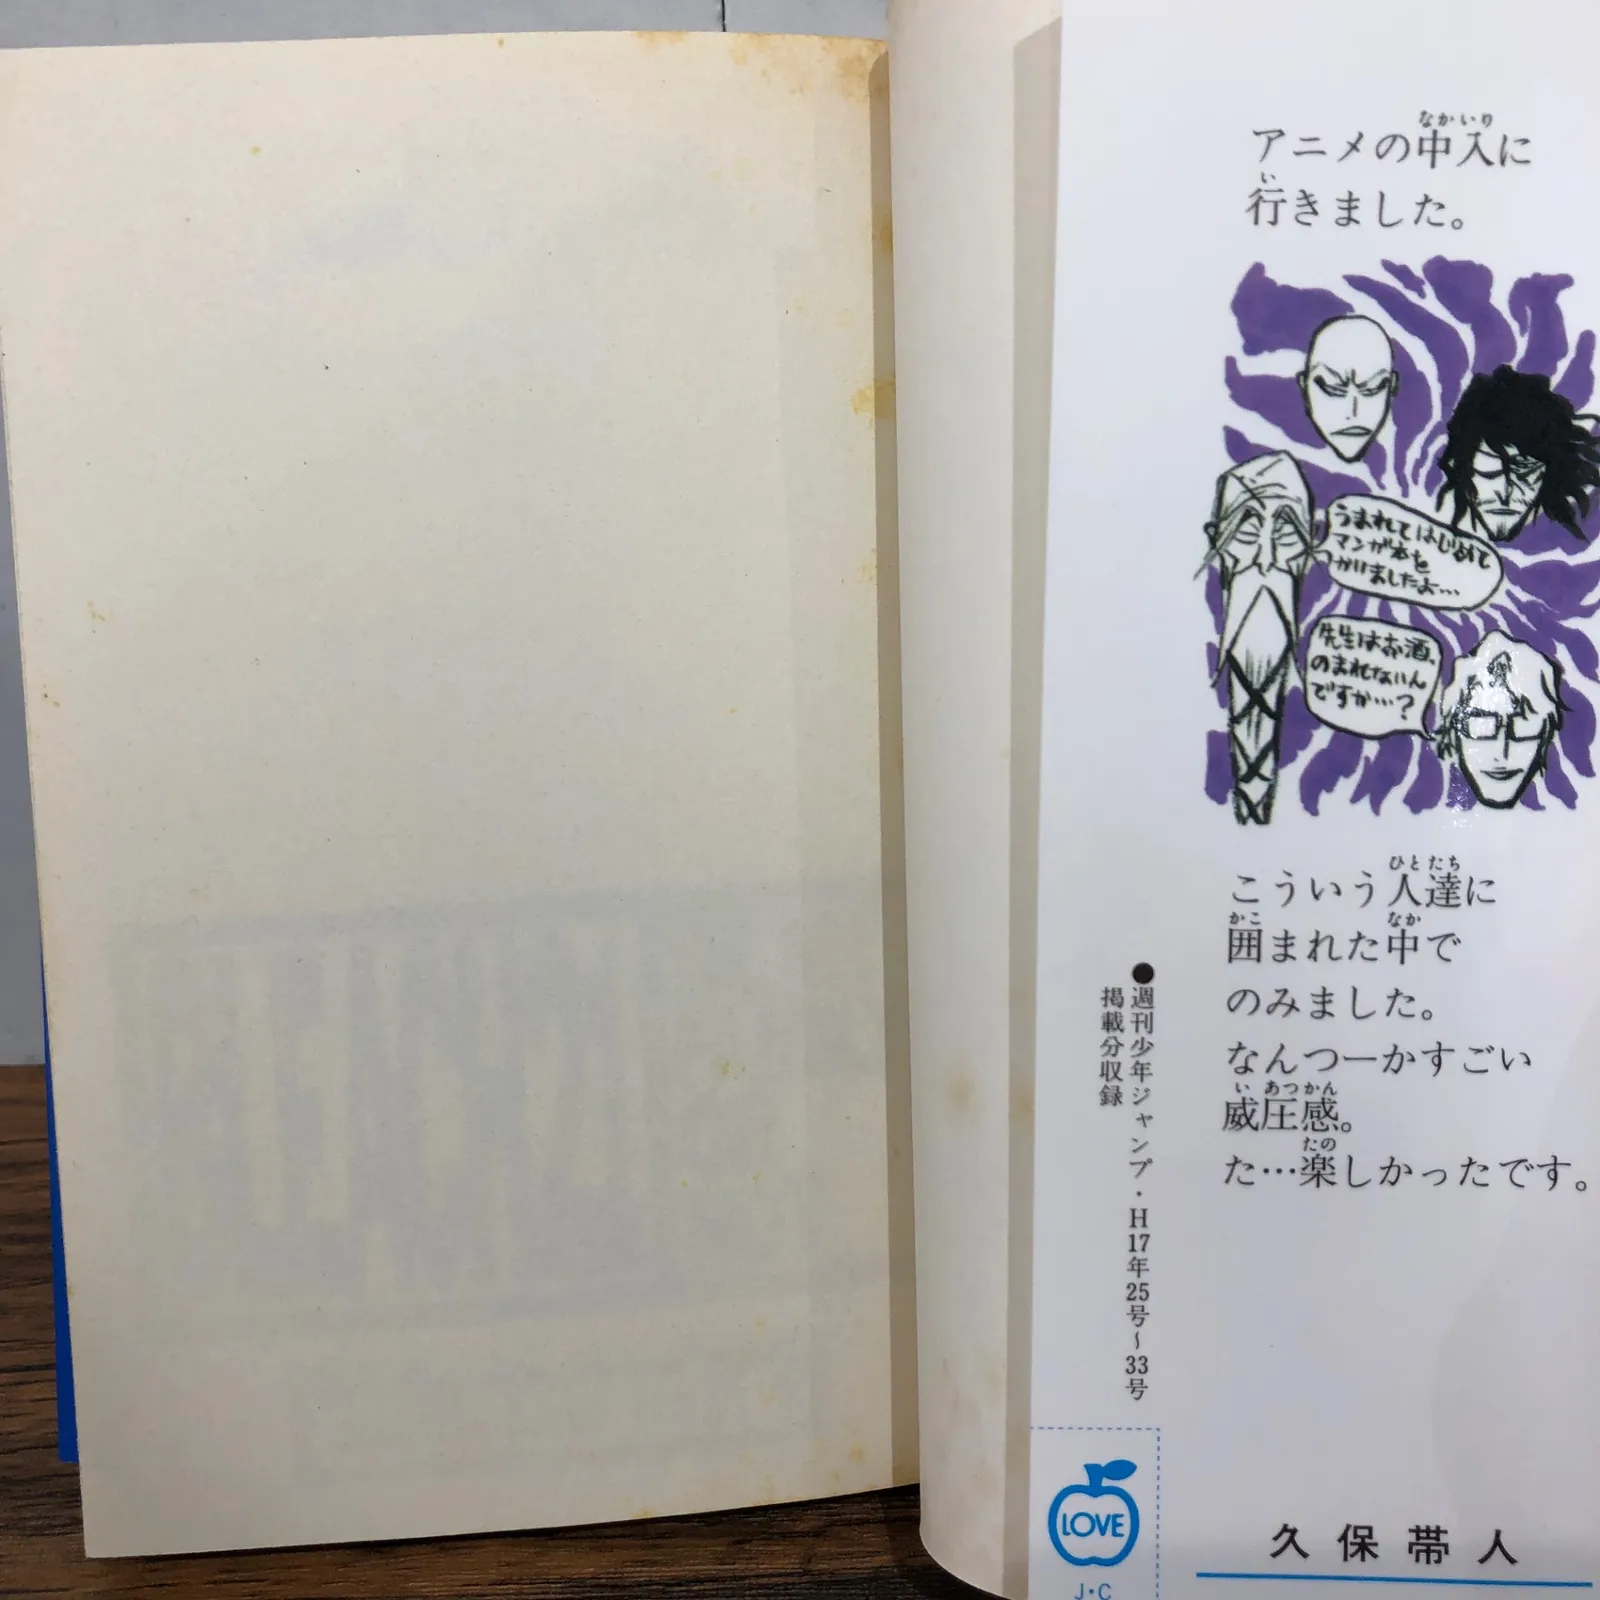 アニメの中入に
行きました。
うまれてはじめて
マンガ本を
かいましたよ…
先生はお酒、
のまれないん
ですか…?
こういう人達に
囲まれた中で
のみました。
なんつーかすごい
威圧感。
た…楽しかったです。
●週刊少年ジャンプ・H17年25号~33号
掲載分収録
LOVE
J・C
久保帯人